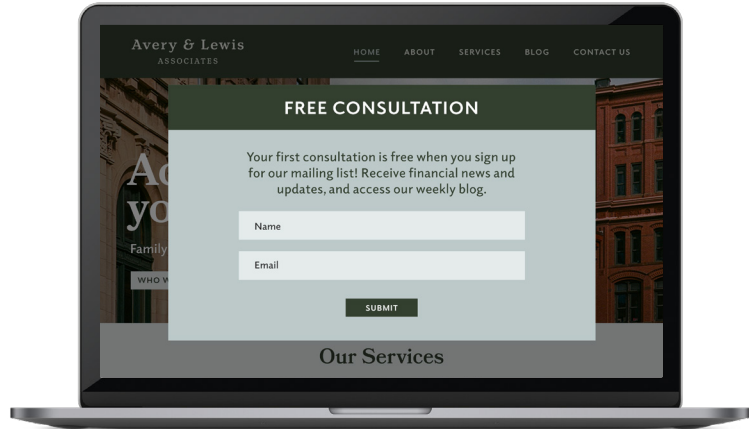 Avery & Lewis
ASSOCIATES
HOME ABOUT SERVICES BLOG CONTACT US
FREE CONSULTATION
Your first consultation is free when you sign up
for our mailing list! Receive financial news and
updates, and access our weekly blog.
Name
Email
SUBMIT
Family
Our Services